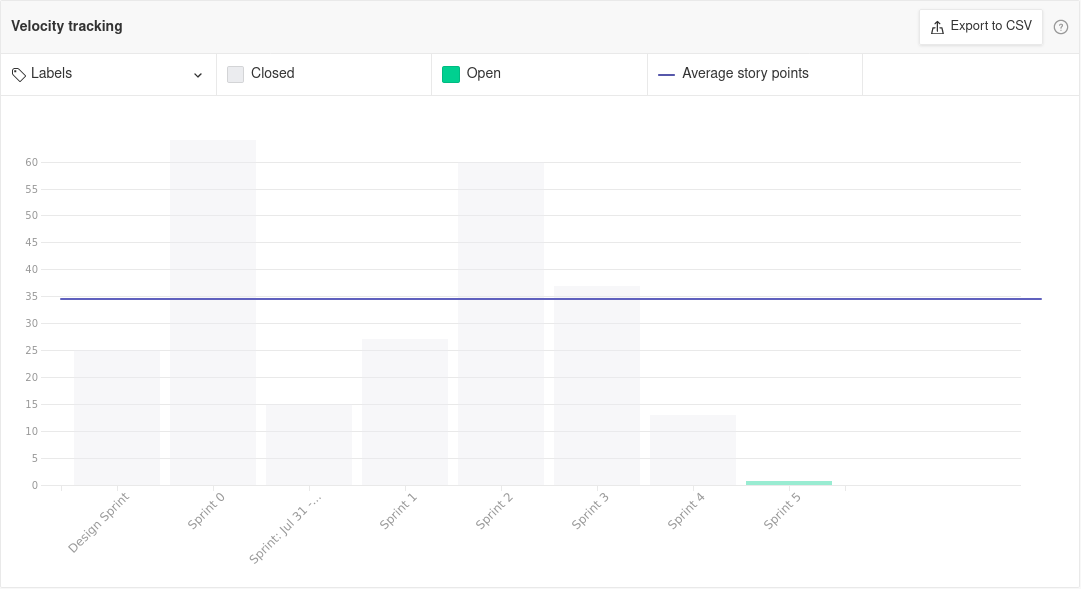 Velocity tracking
Export to CSV
?
Labels
Closed
Open
Average story points
60
55
50
45
40
35
30
25
20
15
10
5
0
Design Sprint
Sprint 0
Sprint: Jul 31 -...
Sprint 1
Sprint 2
Sprint 3
Sprint 4
Sprint 5